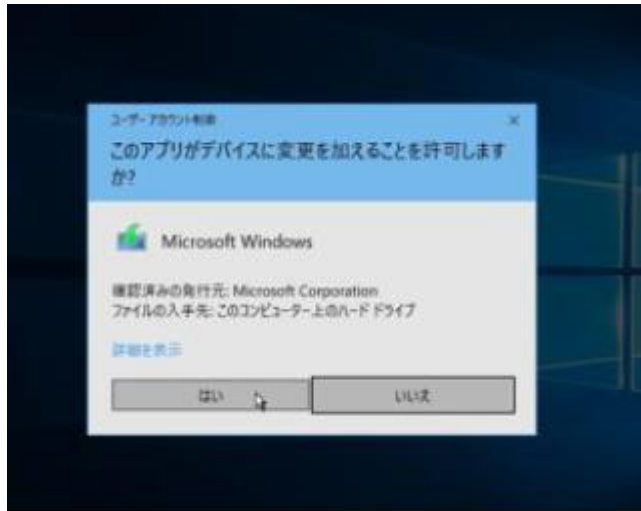 ユーザー アカウント制御
このアプリがデバイスに変更を加えることを許可します
か?
Microsoft Windows
確認済みの発行元: Microsoft Corporation
ファイルの入手先: このコンピューター上のハード ドライブ
詳細を表示
はい
いいえ